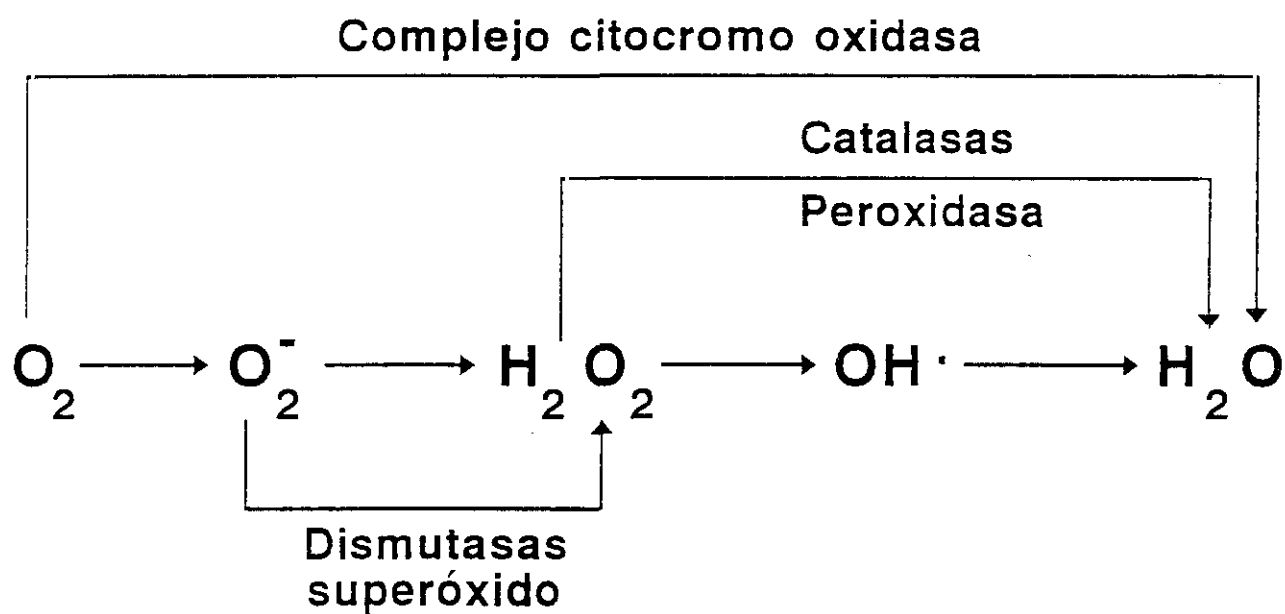 Complejo citocromo oxidasa
Catalasas
Peroxidasa
O₂ → O₂⁻ → H₂O₂ → OH· → H₂O
Dismutasas
superóxido